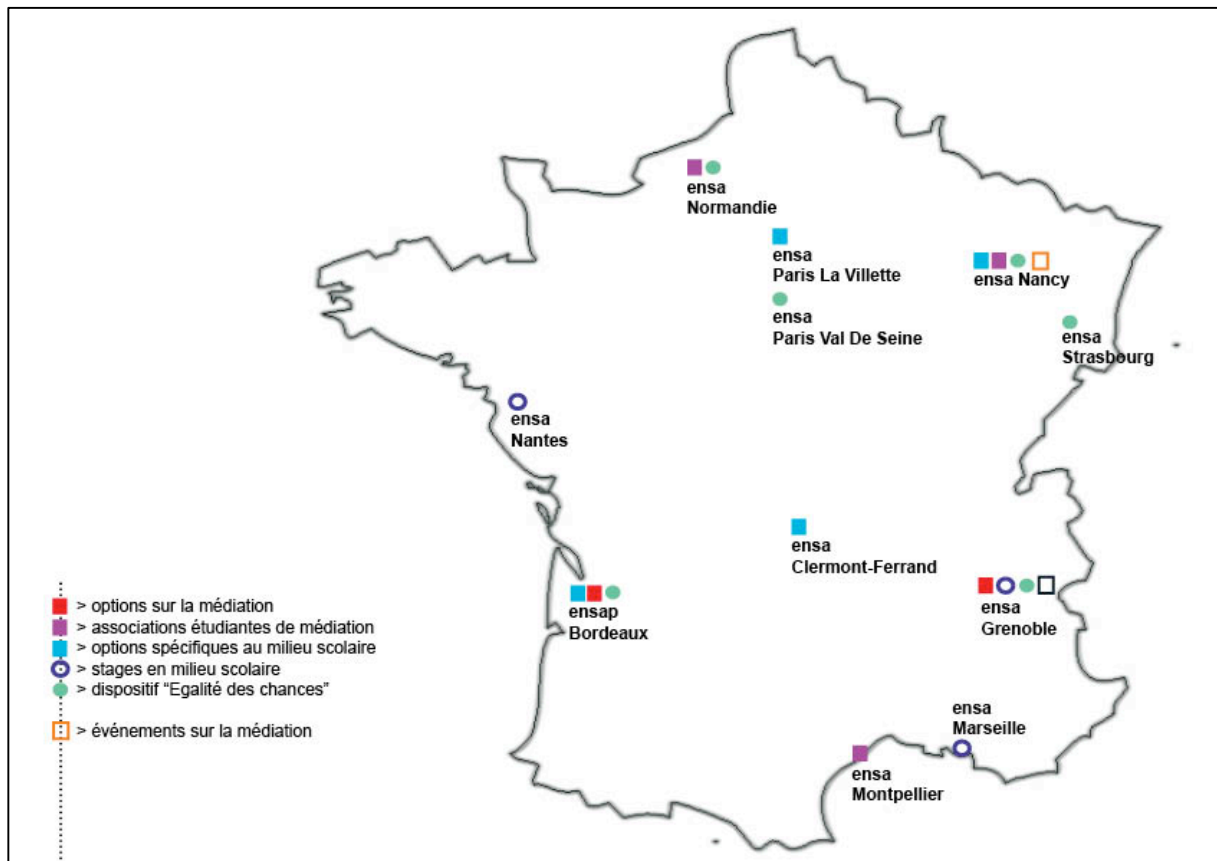 ensa
Normandie
ensa
Paris La Villette
ensa Nancy
ensa
Paris Val De Seine
ensa
Strasbourg
ensa
Nantes
ensa
Clermont-Ferrand
ensap
Bordeaux
ensa
Grenoble
ensa
Marseille
ensa
Montpellier
> options sur la médiation
> associations étudiantes de médiation
> options spécifiques au milieu scolaire
> stages en milieu scolaire
> dispositif “Egalité des chances”
> événements sur la médiation